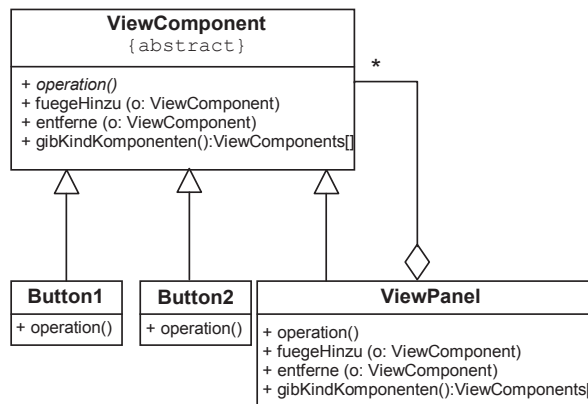 ViewComponent
{abstract}
+ operation()
+ fuegeHinzu (o: ViewComponent)
+ entferne (o: ViewComponent)
+ gibKindKomponenten():ViewComponents[]
*
Button1
+ operation()
Button2
+ operation()
ViewPanel
+ operation()
+ fuegeHinzu (o: ViewComponent)
+ entferne (o: ViewComponent)
+ gibKindKomponenten():ViewComponents[